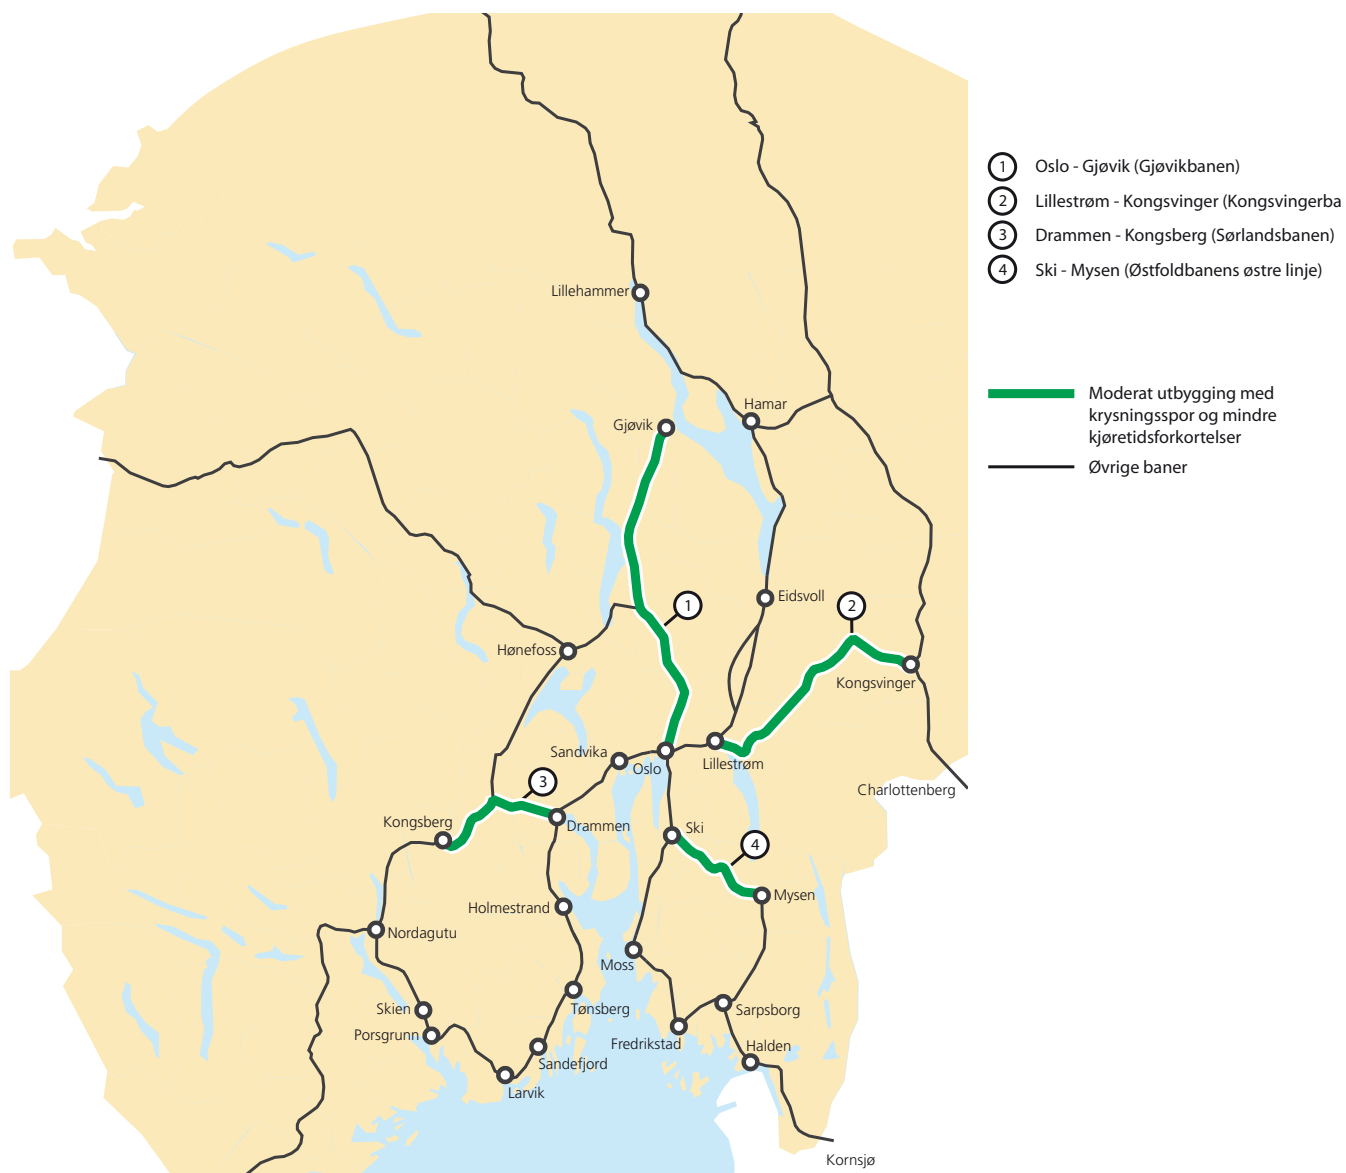 1 Oslo - Gjøvik (Gjøvikbanen)
2 Lillestrøm - Kongsvinger (Kongsvingerba
3 Drammen - Kongsberg (Sørlandsbanen)
4 Ski - Mysen (Østfoldbanens østre linje)
Moderat utbygging med
krysningsspor og mindre
kjøretidsforkortelser
Øvrige baner
Lillehammer
Hamar
Gjøvik
Eidsvoll
1
2
Hønefoss
Kongsvinger
Sandvika
Oslo
Lillestrøm
3
Charlottenberg
Kongsberg
Drammen
Ski
4
Mysen
Holmestrand
Nordagutu
Moss
Skien
Tønsberg
Sarpsborg
Porsgrunn
Fredrikstad
Halden
Sandefjord
Larvik
Kornsjø